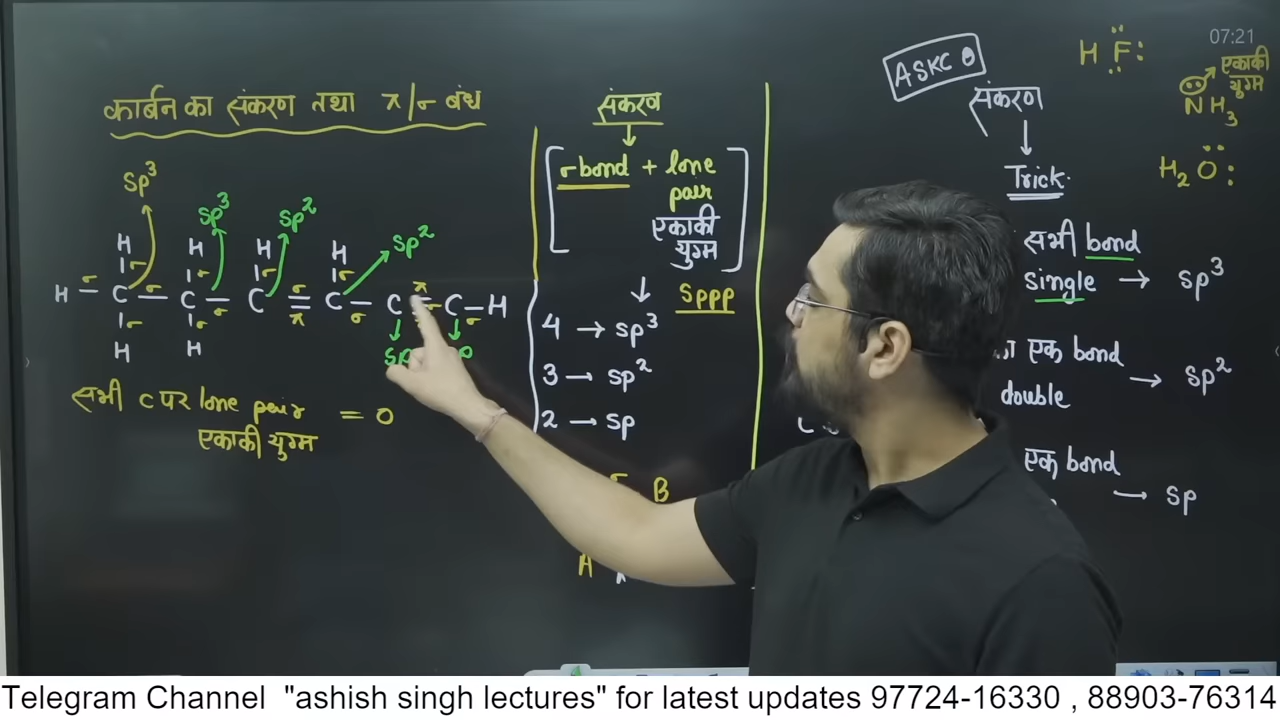 07:21
ASKC
H F
एकाकी
युग्म
N H3
H2O
कार्बन का संकरण तथा π/σ बंध
संकरण
σ bond + lone
pair
एकाकी
युग्म
sp3
sp3
sp2
sp2
H H H H
σ σ σ σ
H – C – C – C = C – C ≡ C – H
σ π
π σ σ
σ σ
H H
sp
सभी C पर lone pair = 0
एकाकी युग्म
sppp
4 → sp3
3 → sp2
2 → sp
B
A
संकरण
Trick
सभी bond
single → sp3
एक bond
double → sp2
एक bond
→ sp
Telegram Channel "ashish singh lectures" for latest updates 97724-16330 , 88903-76314